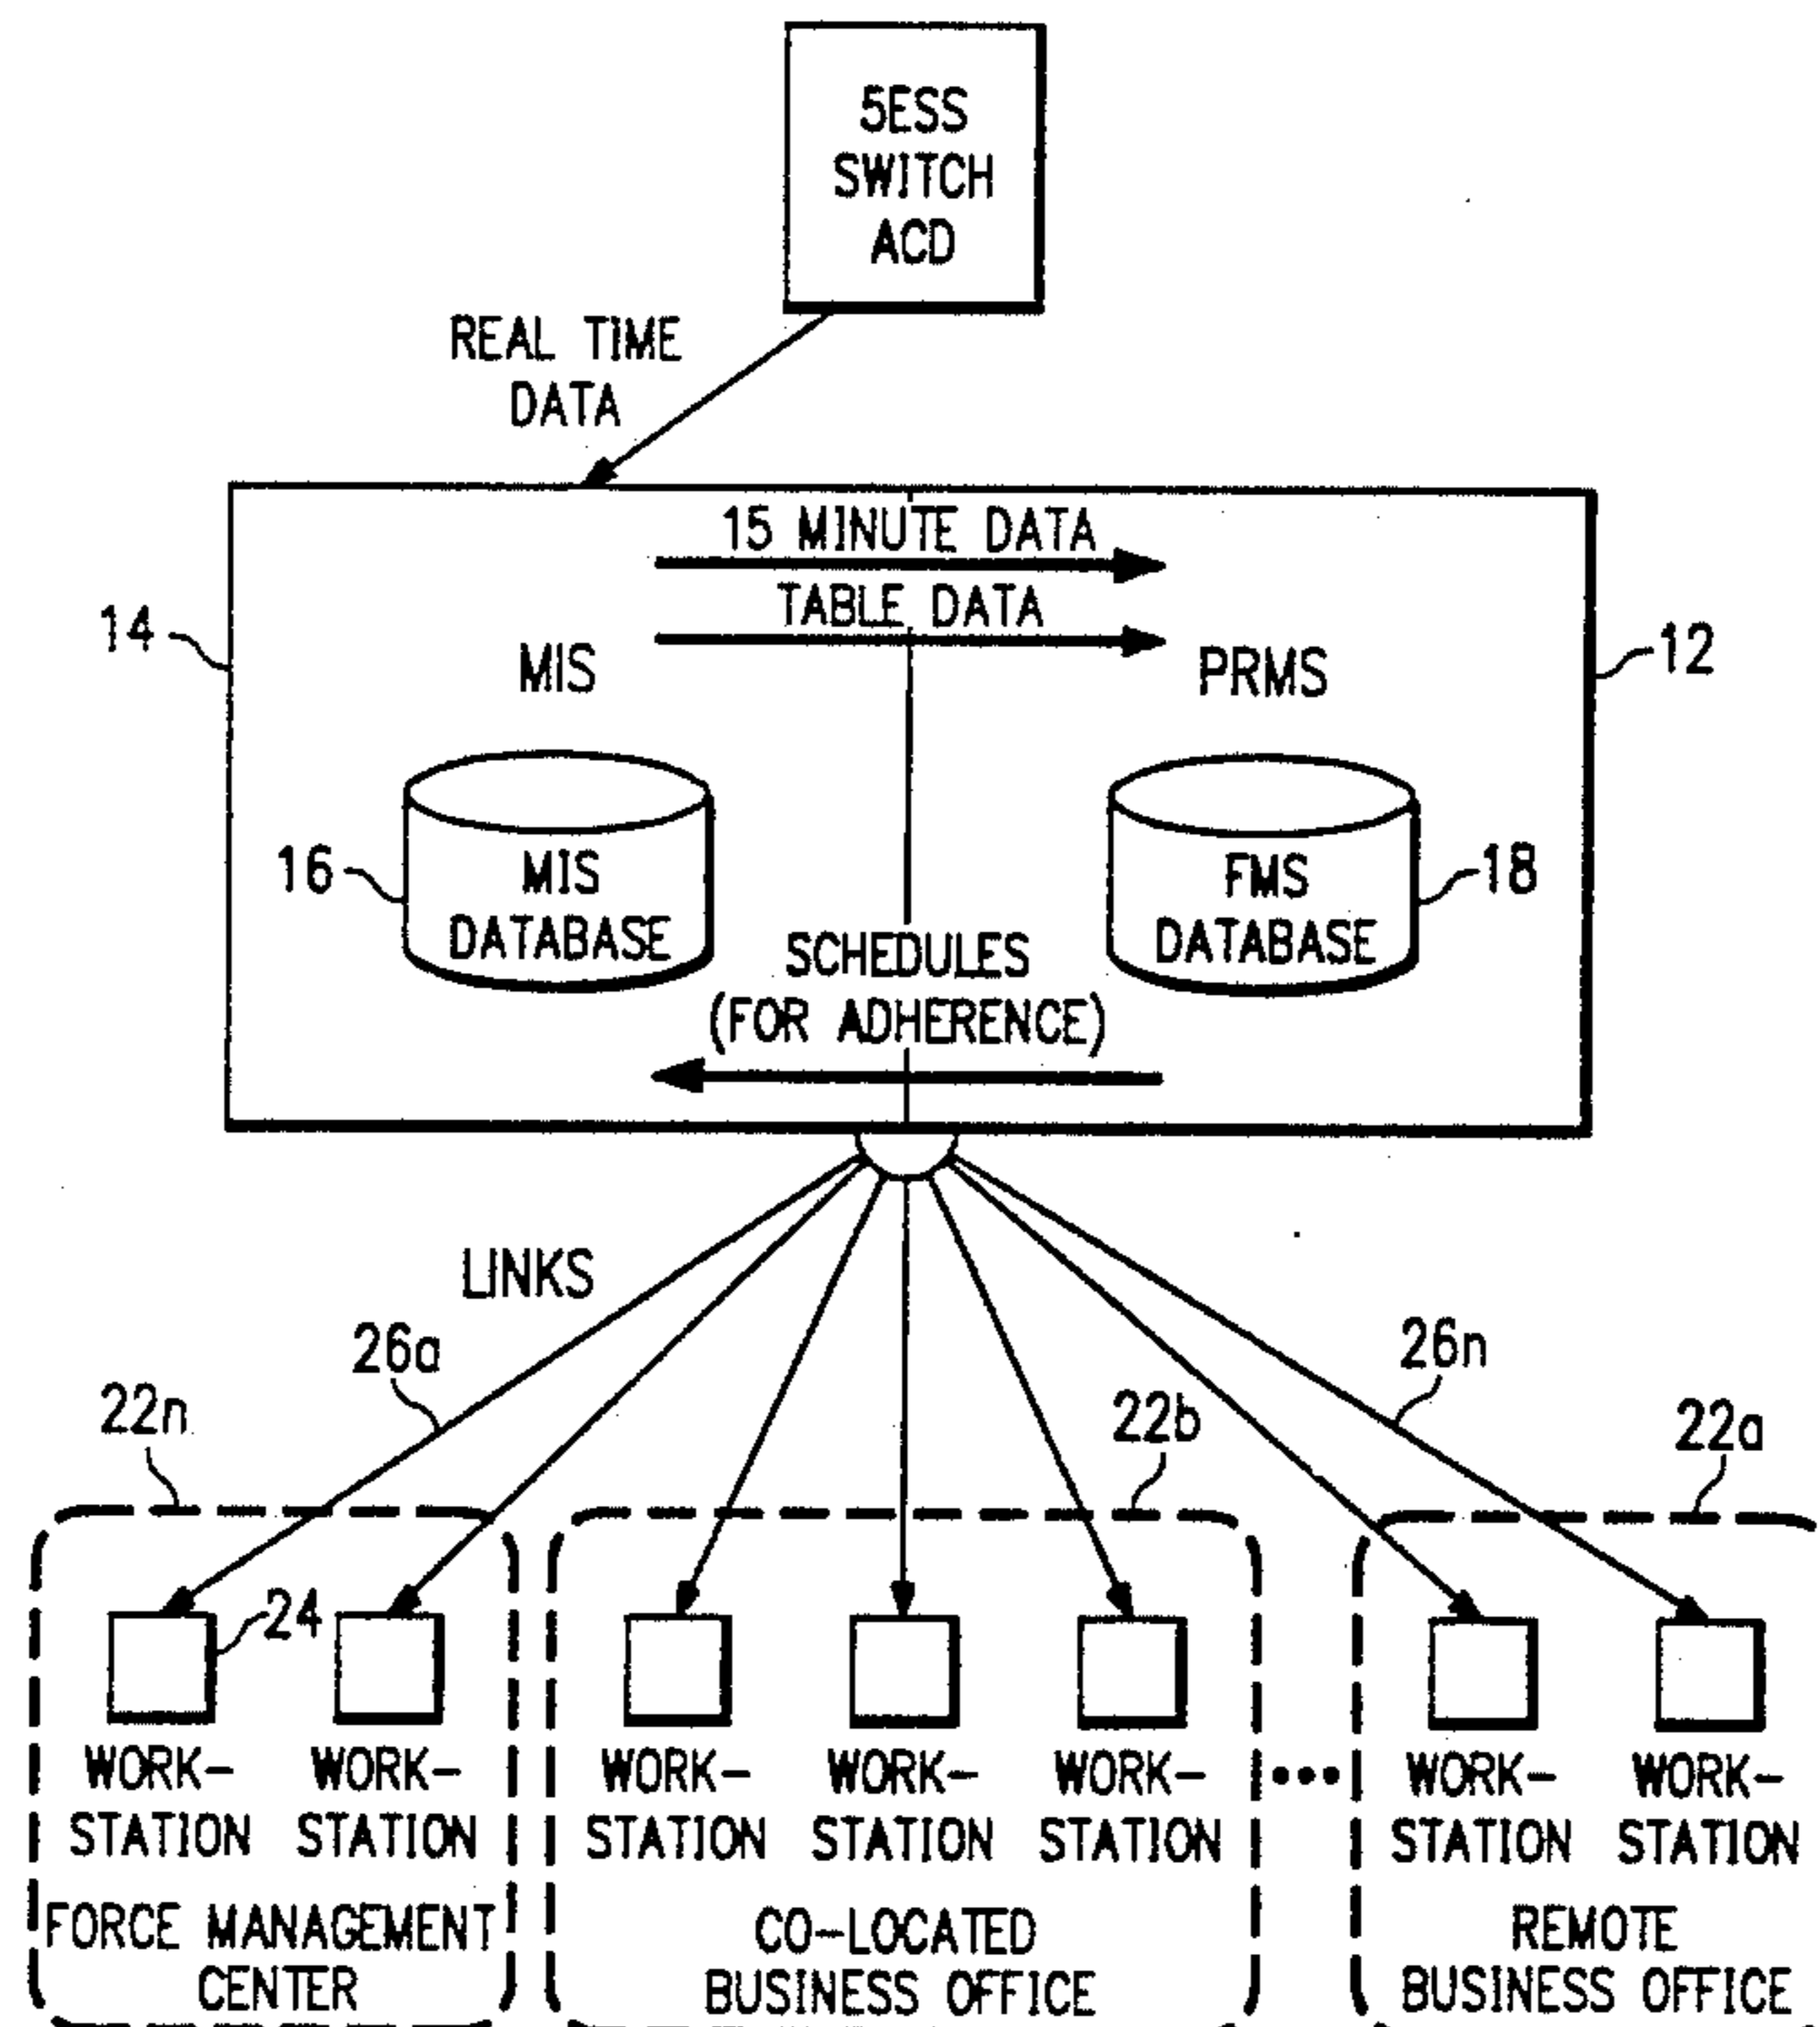 5ESS
SWITCH
ACD
REAL TIME
DATA
15 MINUTE DATA
TABLE DATA
14
MIS
PRMS
12
16
MIS
DATABASE
FMS
DATABASE
18
SCHEDULES
(FOR ADHERENCE)
LINKS
26a
26n
22n
22b
22a
24
WORK-
STATION
WORK-
STATION
WORK-
STATION
WORK-
STATION
WORK-
STATION
•••
WORK-
STATION
WORK-
STATION
FORCE MANAGEMENT
CENTER
CO-LOCATED
BUSINESS OFFICE
REMOTE
BUSINESS OFFICE